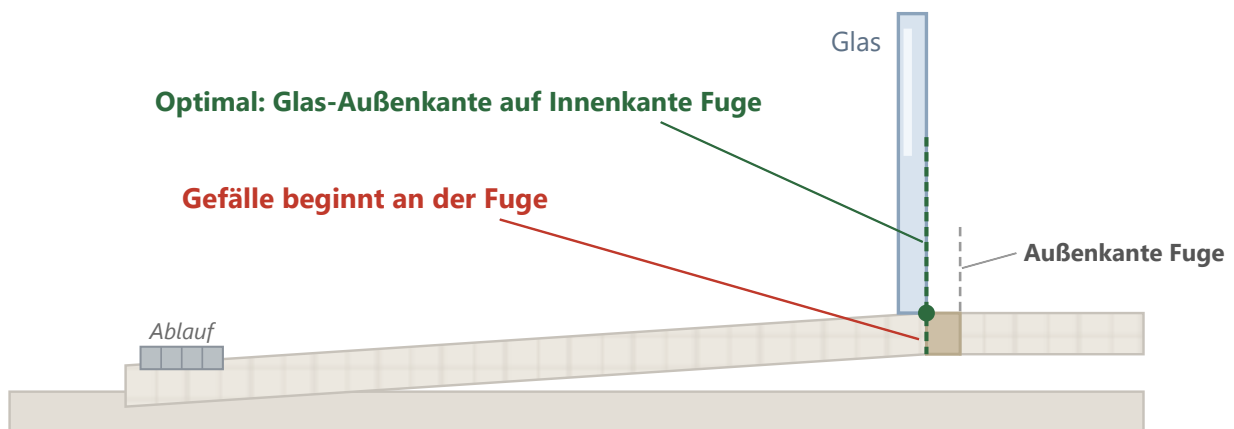 Glas
Optimal: Glas-Außenkante auf Innenkante Fuge
Gefälle beginnt an der Fuge
Außenkante Fuge
Ablauf